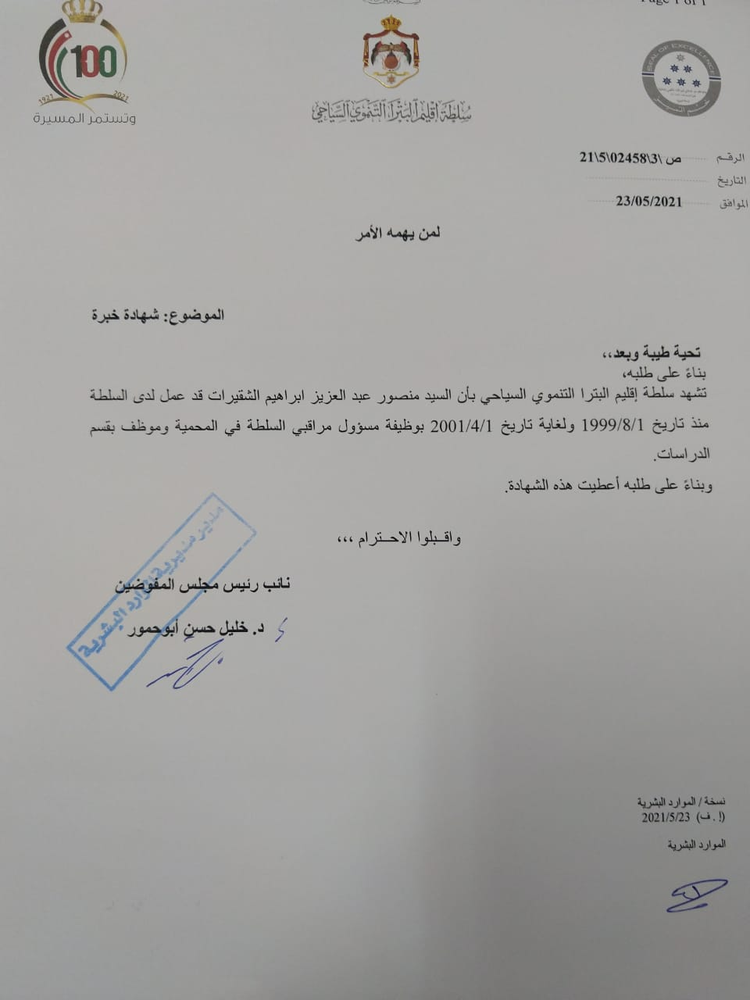 Page 1 of 1
100
1921
2021
وتستمر المسيرة
سلطة إقليم البترا التنموي السياحي
SEAL OF EXCELLENCE
الرقم ص \3\02458\5\21
التاريخ
الموافق 23/05/2021
لمن يهمه الأمر
الموضوع: شهادة خبرة
تحية طيبة وبعد،،
بناءً على طلبه،
تشهد سلطة إقليم البترا التنموي السياحي بأن السيد منصور عبد العزيز ابراهيم الشقيرات قد عمل لدى السلطة
منذ تاريخ 1999/8/1 ولغاية تاريخ 2001/4/1 بوظيفة مسؤول مراقبي السلطة في المحمية وموظف بقسم
الدراسات.
وبناءً على طلبه أعطيت هذه الشهادة.
واقــبلوا الاحــترام ،،،
نائب رئيس مجلس المفوضين
د. خليل حسن أبوحمور
مدير مديرية الموارد البشرية
نسخة / الموارد البشرية
(إ . ف) 2021/5/23
الموارد البشرية